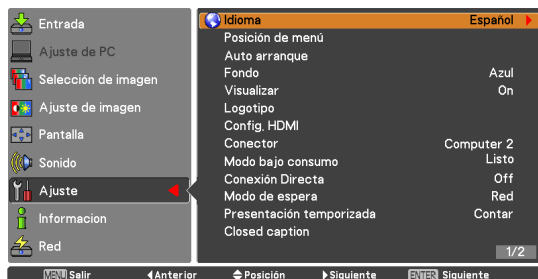 Entrada
Ajuste de PC
Selección de imagen
Ajuste de imagen
Pantalla
Sonido
Ajuste
Informacion
Red
Idioma Español
Posición de menú
Auto arranque
Fondo Azul
Visualizar On
Logotipo
Config. HDMI
Conector Computer 2
Modo bajo consumo Listo
Conexión Directa Off
Modo de espera Red
Presentación temporizada Contar
Closed caption
1/2
MENU Salir Anterior Posición Siguiente ENTER Siguiente